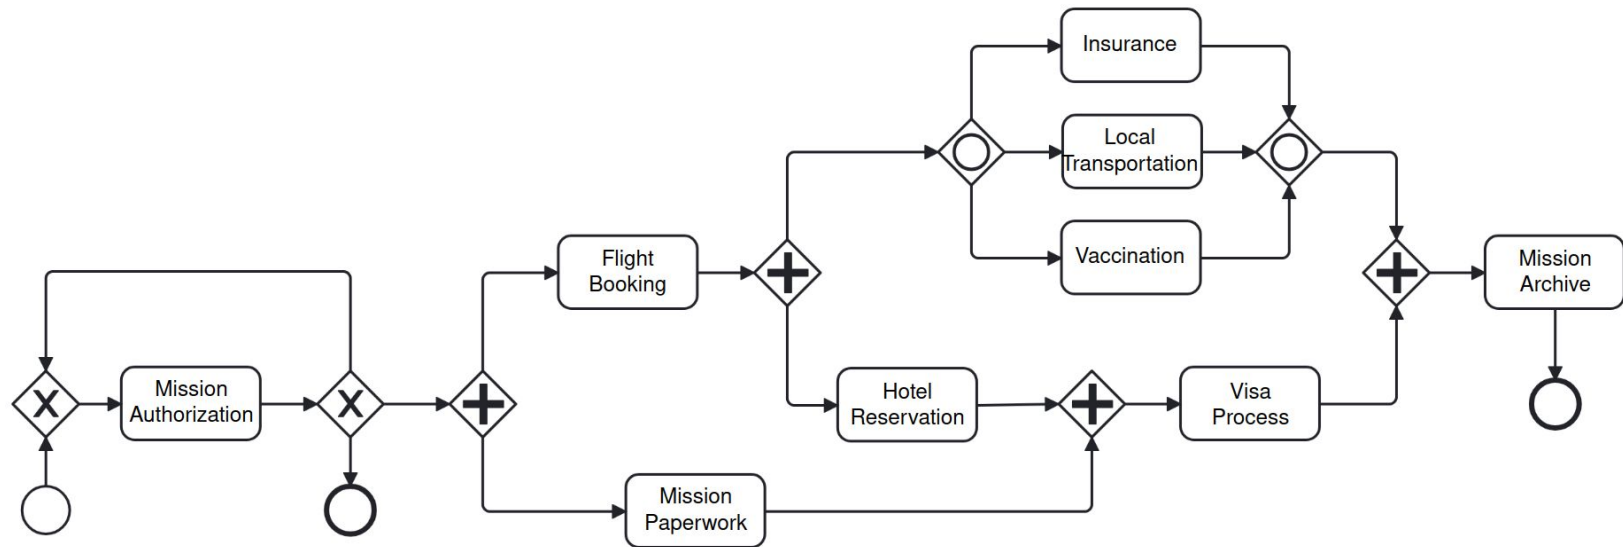 Insurance
Local
Transportation
Vaccination
Flight
Booking
Mission
Archive
Mission
Authorization
Hotel
Reservation
Visa
Process
Mission
Paperwork